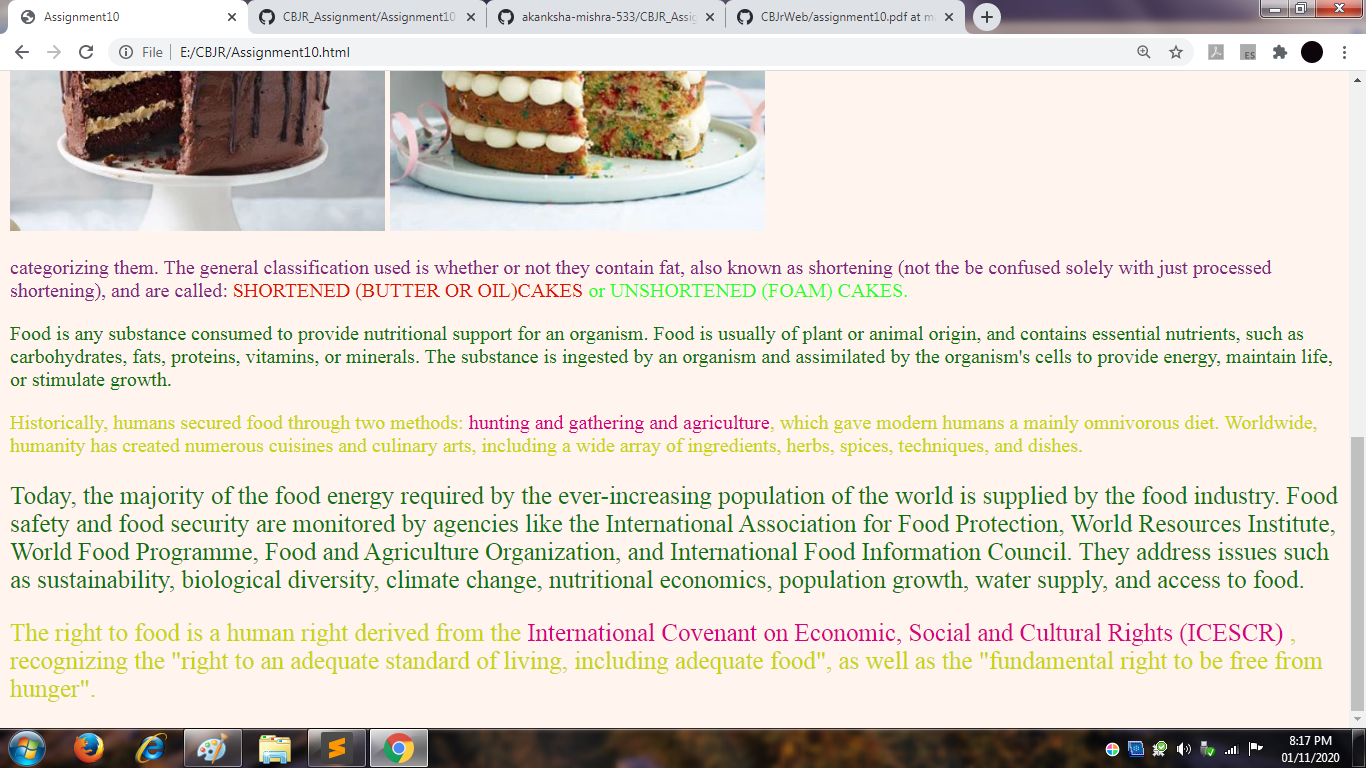 Assignment10
CBJR_Assignment/Assignment10
akanksha-mishra-533/CBJR_Assig
CBJrWeb/assignment10.pdf at m
File
E:/CBJR/Assignment10.html
ES
categorizing them. The general classification used is whether or not they contain fat, also known as shortening (not the be confused solely with just processed
shortening), and are called: SHORTENED (BUTTER OR OIL)CAKES or UNSHORTENED (FOAM) CAKES.
Food is any substance consumed to provide nutritional support for an organism. Food is usually of plant or animal origin, and contains essential nutrients, such as
carbohydrates, fats, proteins, vitamins, or minerals. The substance is ingested by an organism and assimilated by the organism's cells to provide energy, maintain life,
or stimulate growth.
Historically, humans secured food through two methods: hunting and gathering and agriculture, which gave modern humans a mainly omnivorous diet. Worldwide,
humanity has created numerous cuisines and culinary arts, including a wide array of ingredients, herbs, spices, techniques, and dishes.
Today, the majority of the food energy required by the ever-increasing population of the world is supplied by the food industry. Food
safety and food security are monitored by agencies like the International Association for Food Protection, World Resources Institute,
World Food Programme, Food and Agriculture Organization, and International Food Information Council. They address issues such
as sustainability, biological diversity, climate change, nutritional economics, population growth, water supply, and access to food.
The right to food is a human right derived from the International Covenant on Economic, Social and Cultural Rights (ICESCR) ,
recognizing the "right to an adequate standard of living, including adequate food", as well as the "fundamental right to be free from
hunger".
8:17 PM
01/11/2020